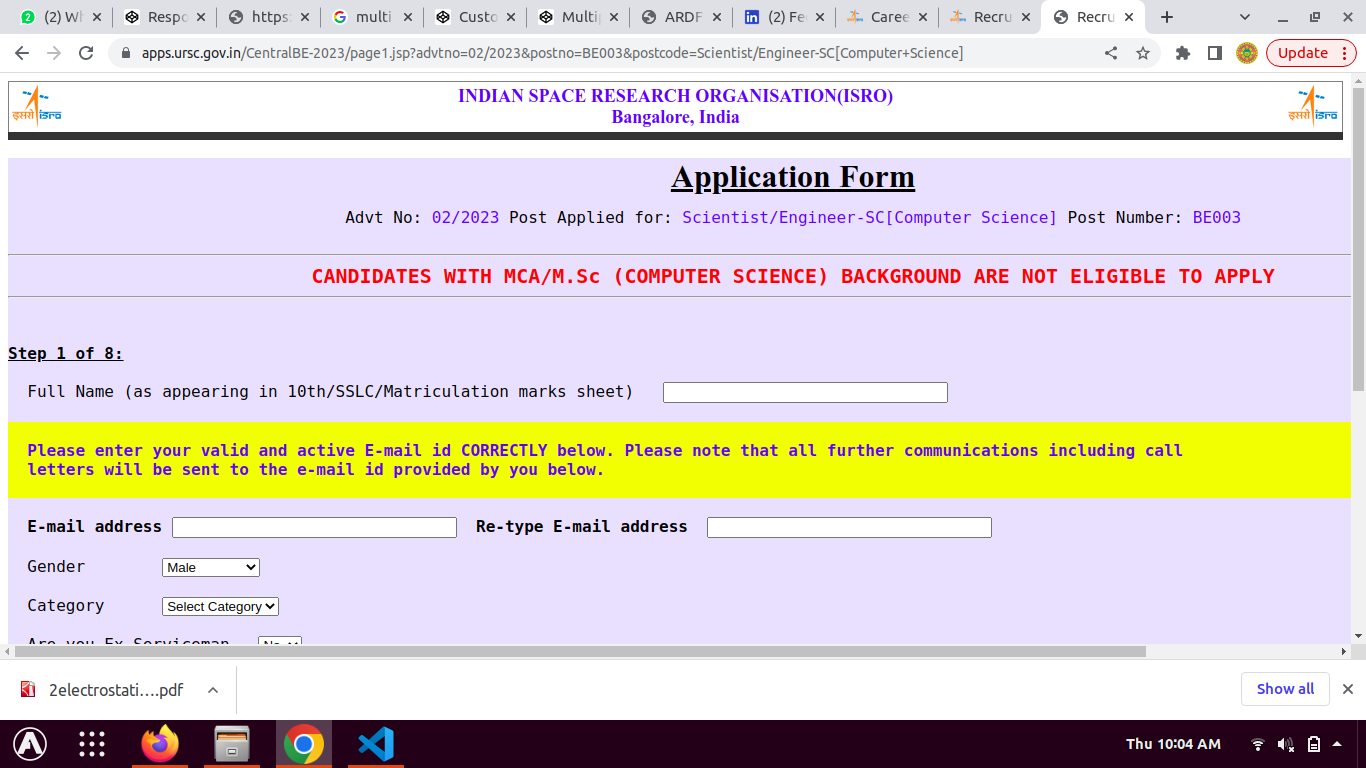 (2) Wh
Respo
https:
multi
Custo
Multip
ARDF
(2) Fe
Caree
Recru
Recru
apps.ursc.gov.in/CentralBE-2023/page1.jsp?advtno=02/2023&postno=BE003&postcode=Scientist/Engineer-SC[Computer+Science]
Update
इसरो isro
INDIAN SPACE RESEARCH ORGANISATION(ISRO)
Bangalore, India
इसरो isro
Application Form
Advt No: 02/2023 Post Applied for: Scientist/Engineer-SC[Computer Science] Post Number: BE003
CANDIDATES WITH MCA/M.Sc (COMPUTER SCIENCE) BACKGROUND ARE NOT ELIGIBLE TO APPLY
Step 1 of 8:
Full Name (as appearing in 10th/SSLC/Matriculation marks sheet)
Please enter your valid and active E-mail id CORRECTLY below. Please note that all further communications including call
letters will be sent to the e-mail id provided by you below.
E-mail address Re-type E-mail address
Gender Male
Category Select Category
Are you Ex-Serviceman No
2electrostati....pdf
Show all
Thu 10:04 AM